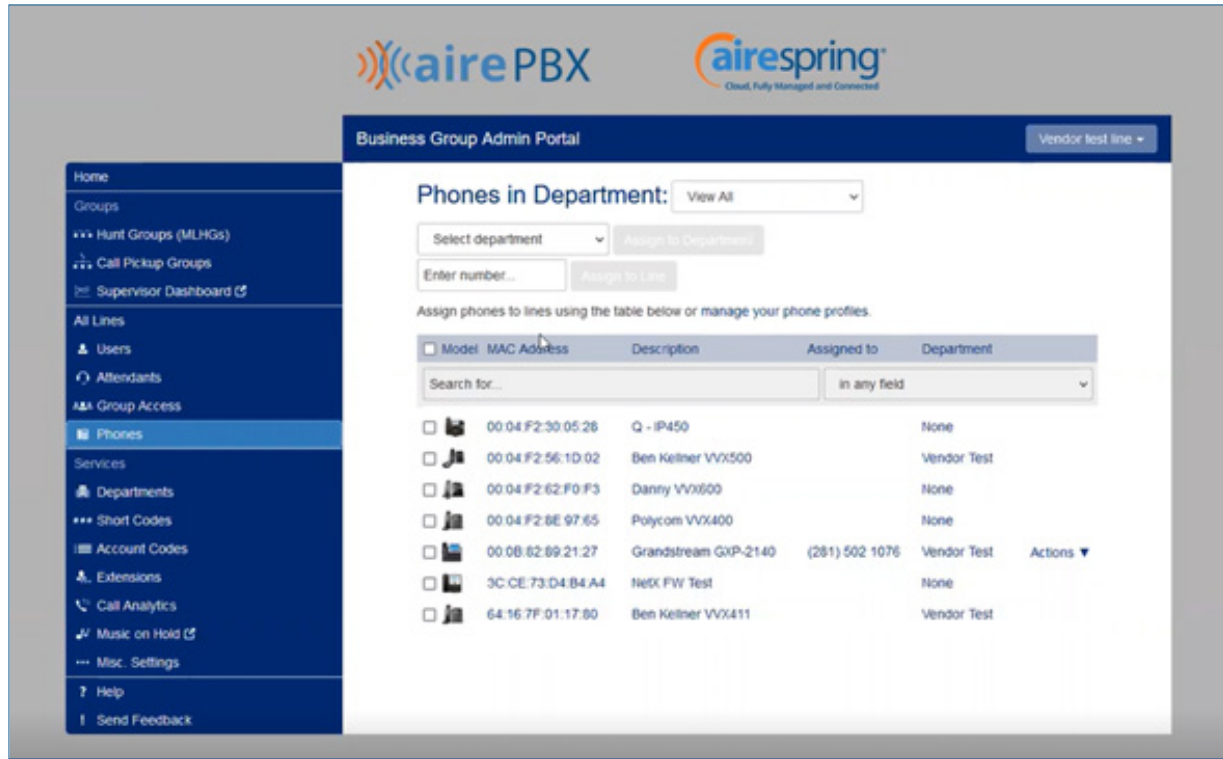 airePBX
airespring
Cloud, Fully Managed and Connected
Business Group Admin Portal
Vendor test line
Home
Groups
Hunt Groups (MLHGs)
Call Pickup Groups
Supervisor Dashboard
All Lines
Users
Attendants
Group Access
Phones
Services
Departments
Short Codes
Account Codes
Extensions
Call Analytics
Music on Hold
Misc. Settings
? Help
! Send Feedback
Phones in Department: View All
Select department Assign to Department
Enter number... Assign to Line
Assign phones to lines using the table below or manage your phone profiles.
Model MAC Address Description Assigned to Department
Search for... in any field
00:04:F2:30:05:28 Q - IP450 None
00:04:F2:56:1D:02 Ben Kellner VVX500 Vendor Test
00:04:F2:62:F0:F3 Danny VVX600 None
00:04:F2:8E:97:65 Polycom VVX400 None
00:0B:82:89:21:27 Grandstream GXP-2140 (281) 502 1076 Vendor Test Actions ▼
3C:CE:73:D4:B4:A4 NetX FW Test None
64:16:7F:01:17:80 Ben Kellner VVX411 Vendor Test